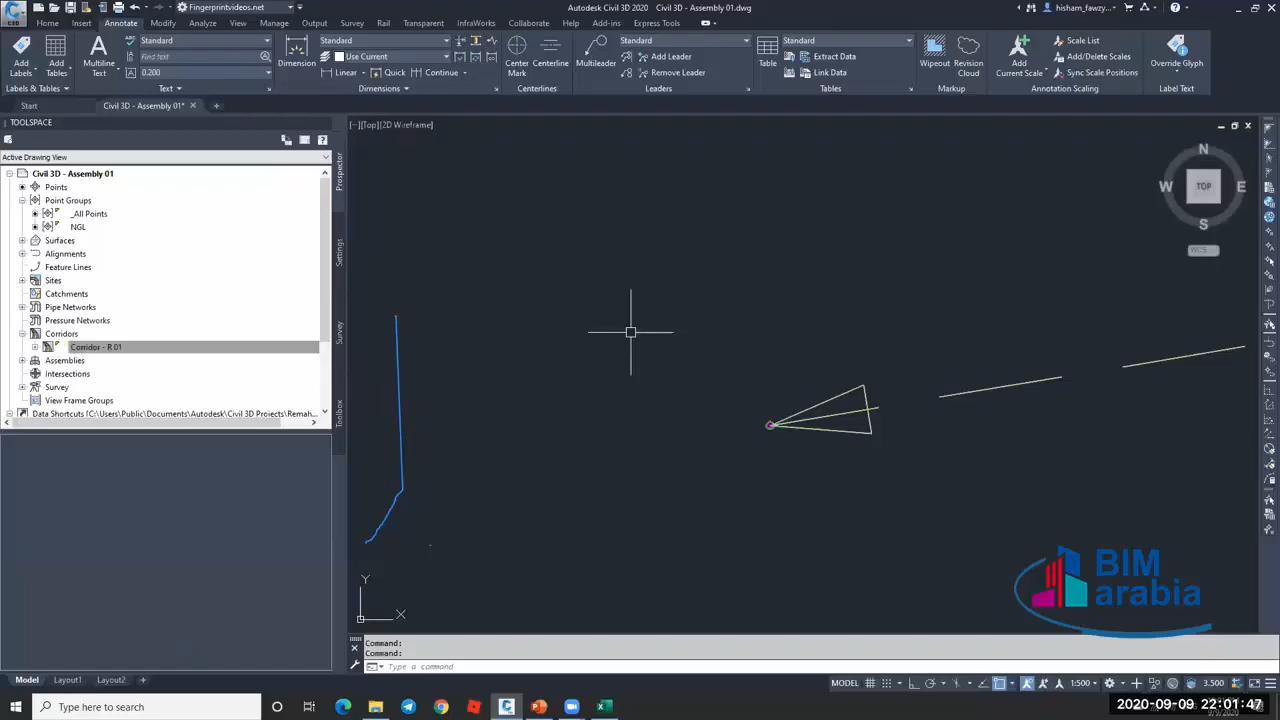 C3D Fingerprintvideos.net Autodesk Civil 3D 2020 Civil 3D - Assembly 01.dwg hisham_fawzy...
Home Insert Annotate Modify Analyze View Manage Output Survey Rail Transparent InfraWorks Collaborate Help Add-ins Express Tools
Add
Labels
Add
Tables
Labels & Tables
Multiline
Text
Standard
Find text
0.200
Text
Dimension
Standard
Use Current
Linear Quick Continue
Dimensions
Center
Mark
Centerline
Centerlines
Multileader
Standard
Add Leader
Remove Leader
Leaders
Table
Standard
Extract Data
Link Data
Tables
Wipeout
Revision
Cloud
Markup
Add
Current Scale
Scale List
Add/Delete Scales
Sync Scale Positions
Annotation Scaling
Override Glyph
Label Text
Start Civil 3D - Assembly 01*
TOOLSPACE
Active Drawing View
Civil 3D - Assembly 01
Points
Point Groups
_All Points
NGL
Surfaces
Alignments
Feature Lines
Sites
Catchments
Pipe Networks
Pressure Networks
Corridors
Corridor - R 01
Assemblies
Intersections
Survey
View Frame Groups
Data Shortcuts [C:\Users\Public\Documents\Autodesk\Civil 3D Projects\Remah...
Prospector
Settings
Survey
Toolbox
[−][Top][2D Wireframe]
N
W TOP E
S
WCS
Y
X
BIM
arabia
Command:
Command:
Type a command
Model Layout1 Layout2
MODEL 1:500 3.500
Type here to search
2020-09-09 22:01:47